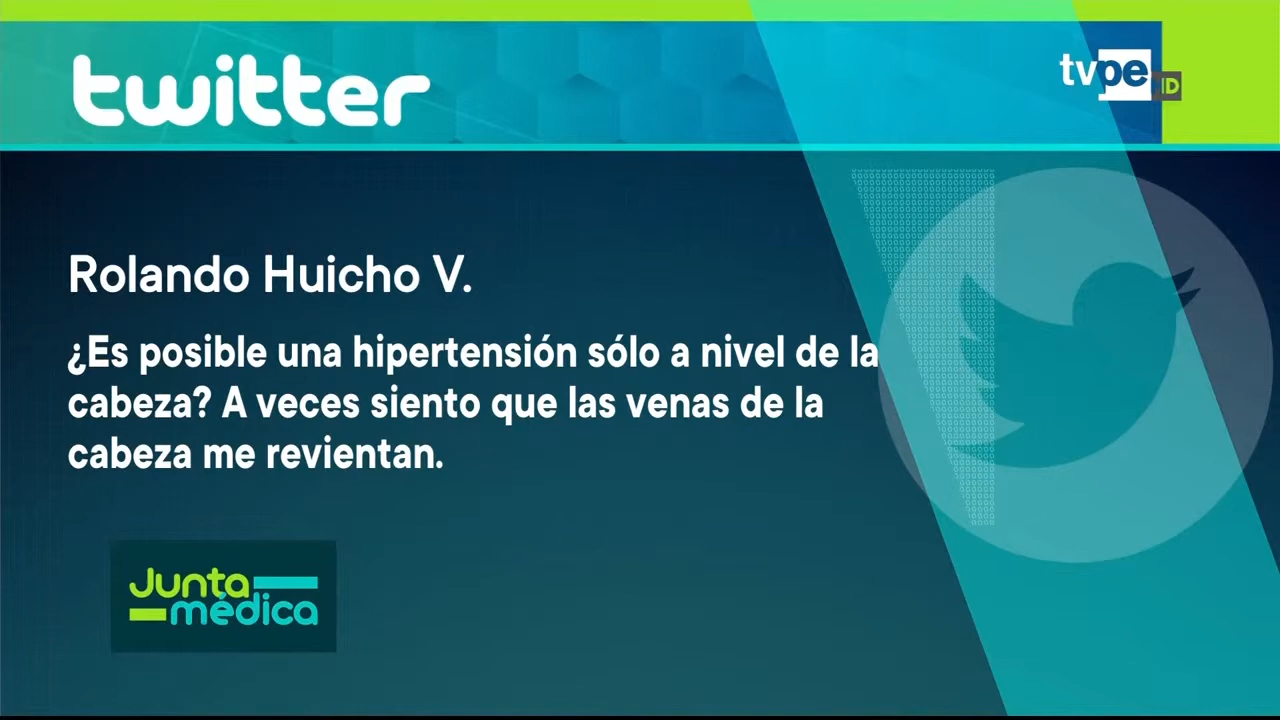 twitter
tvpe HD
Rolando Huicho V.
¿Es posible una hipertensión sólo a nivel de la
cabeza? A veces siento que las venas de la
cabeza me revientan.
Junta
médica